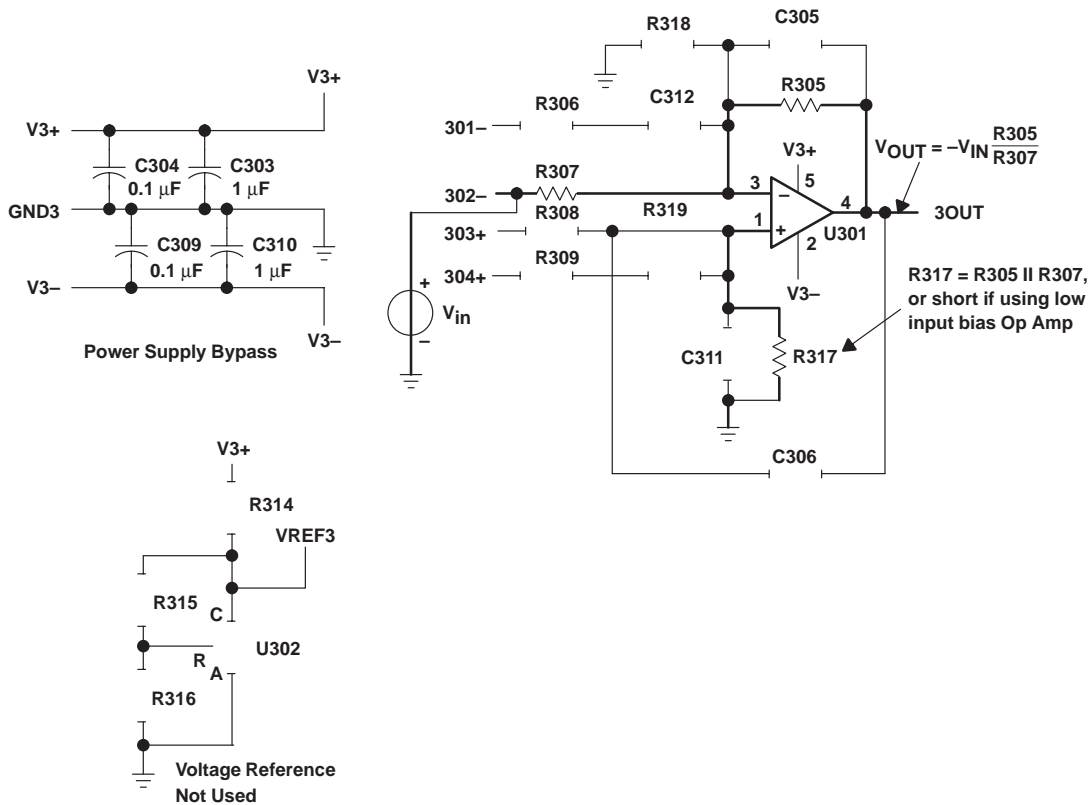 V3+
V3+
C304
0.1 μF
C303
1 μF
GND3
C309
0.1 μF
C310
1 μF
V3–
V3–
Power Supply Bypass
R318
C305
R306
C312
R305
301–
V3+
VOUT = –VIN R305
R307
R307
302–
3
–
5
4
3OUT
R308
R319
303+
1
+
U301
2
R309
304+
V3–
+
Vin
–
R317 = R305 II R307,
or short if using low
input bias Op Amp
C311
R317
C306
V3+
R314
VREF3
R315
C
U302
R
A
R316
Voltage Reference
Not Used